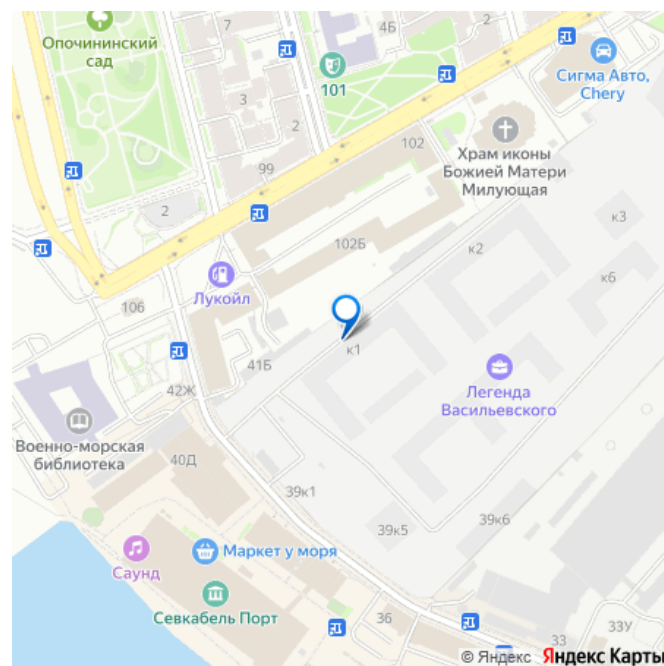 7
4Б
Опочининский
сад
101
Сигма Авто,
Chery
3
2
102
Храм иконы
Божией Матери
Милующая
99
2
к3
102Б
к2
к6
Лукойл
106
к1
41Б
Легенда
Васильевского
42Ж
Военно-морская
библиотека
40Д
39к1
39к5
39к6
Маркет у моря
Саунд
Севкабель Порт
36
33
33У
© Яндекс Яндекс Карты